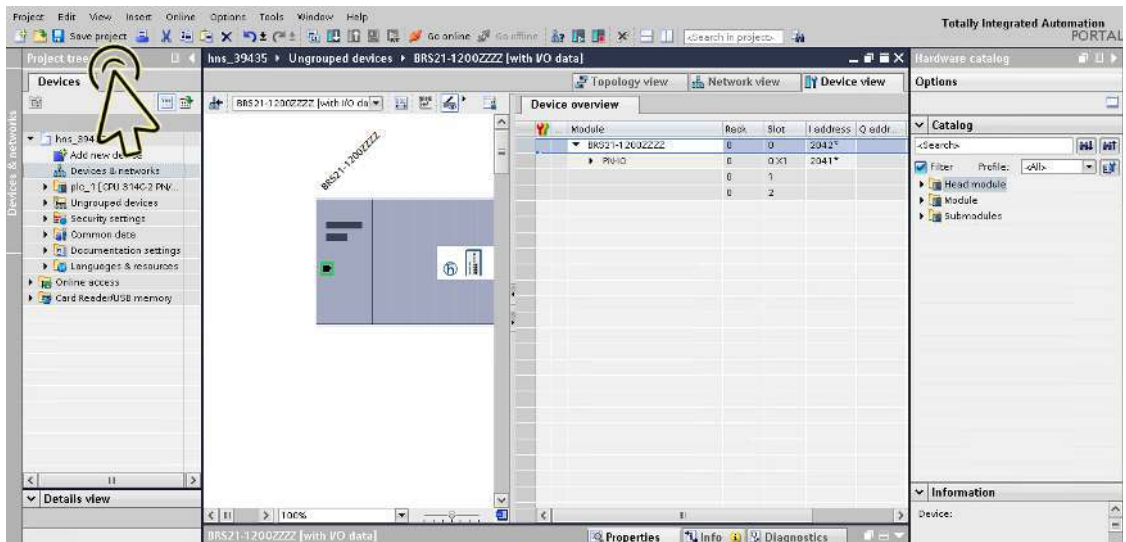 Project Edit View Insert Online Options Tools Window Help
Totally Integrated Automation
PORTAL
Save project
Go online
Go offline
<Search in project>
Project tree
hns_39435 ▸ Ungrouped devices ▸ BRS21-1200ZZZZ [with I/O data]
Hardware catalog
Devices
Topology view
Network view
Device view
Options
BRS21-1200ZZZZ [with I/O da
Device overview
Module Rack Slot I address Q addr...
BRS21-1200ZZZZ 0 0 2042*
PN-IO 0 0 X1 2041*
0 1
0 2
Catalog
<Search>
Filter Profile: <All>
Head module
Module
Submodules
Add new
Devices & networks
plc_1 [CPU 314C-2 PN/...
Ungrouped devices
Security settings
Common data
Documentation settings
Languages & resources
Online access
Card Reader/USB memory
Devices & networks
BRS21-1200ZZZZ
Details view
100%
Information
Device:
BRS21-1200ZZZZ [with I/O data]
Properties
Info
Diagnostics